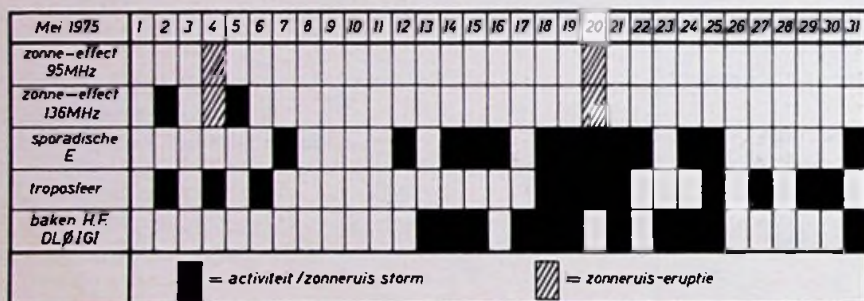 Mei 1975 1 2 3 4 5 6 7 8 9 10 11 12 13 14 15 16 17 18 19 20 21 22 23 24 25 26 27 28 29 30 31
zonne-effect
95MHz
zonne-effect
136MHz
sporadische
E
troposfeer
baken H.F.
DLØIGI
= activiteit/zonneruis storm = zonneruis-eruptie